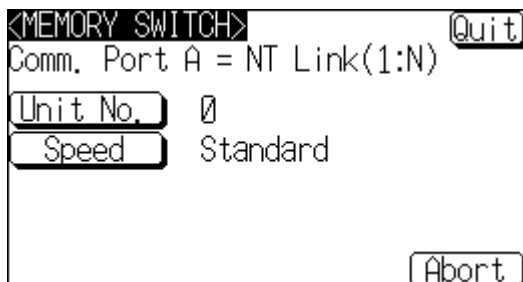 <MEMORY SWITCH> Quit
Comm. Port A = NT Link(1:N)
Unit No. 0
Speed Standard
Abort